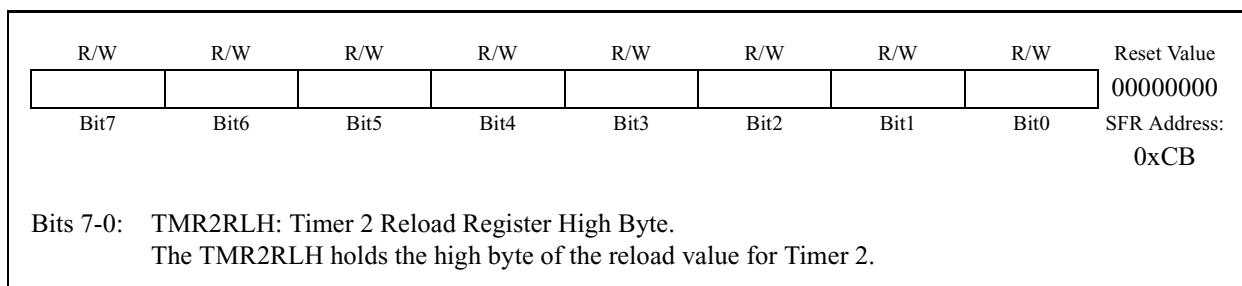 R/W R/W R/W R/W R/W R/W R/W R/W Reset Value
00000000
Bit7 Bit6 Bit5 Bit4 Bit3 Bit2 Bit1 Bit0 SFR Address:
0xCB
Bits 7-0: TMR2RLH: Timer 2 Reload Register High Byte.
The TMR2RLH holds the high byte of the reload value for Timer 2.